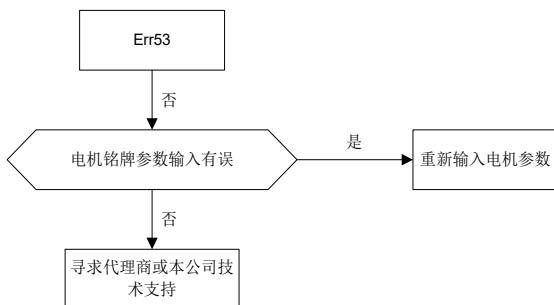 Err53
否
电机铭牌参数输入有误
是
重新输入电机参数
否
寻求代理商或本公司技
术支持